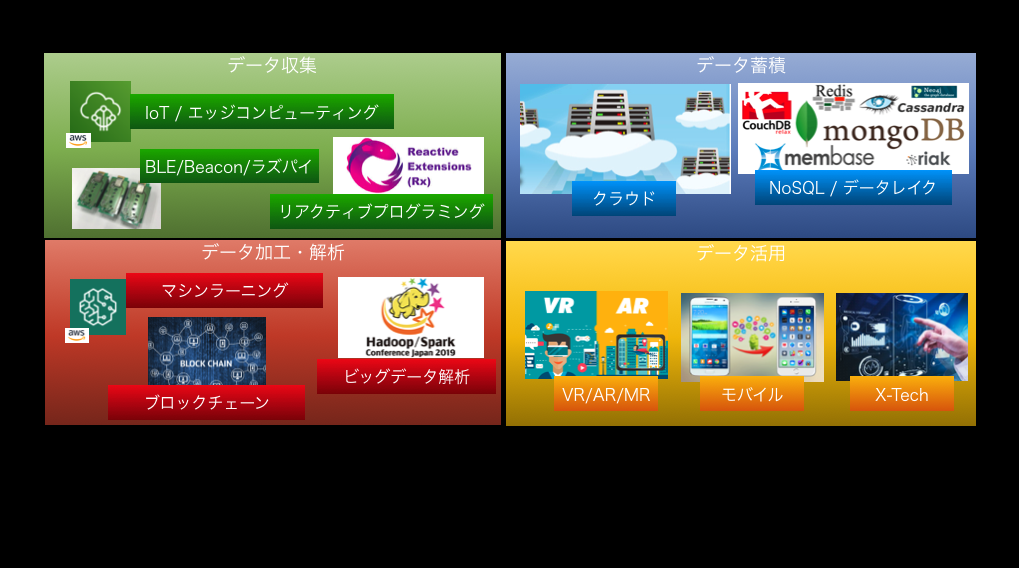 データ収集
aws
IoT / エッジコンピューティング
BLE/Beacon/ラズパイ
Reactive
Extensions
(Rx)
リアクティブプログラミング
データ蓄積
クラウド
CouchDB
relax
Redis
Neo4j
Cassandra
mongoDB
membase
riak
NoSQL / データレイク
データ加工・解析
aws
マシンラーニング
BLOCK CHAIN
ブロックチェーン
Hadoop/Spark
Conference Japan 2019
ビッグデータ解析
データ活用
VR
AR
VR/AR/MR
モバイル
X-Tech